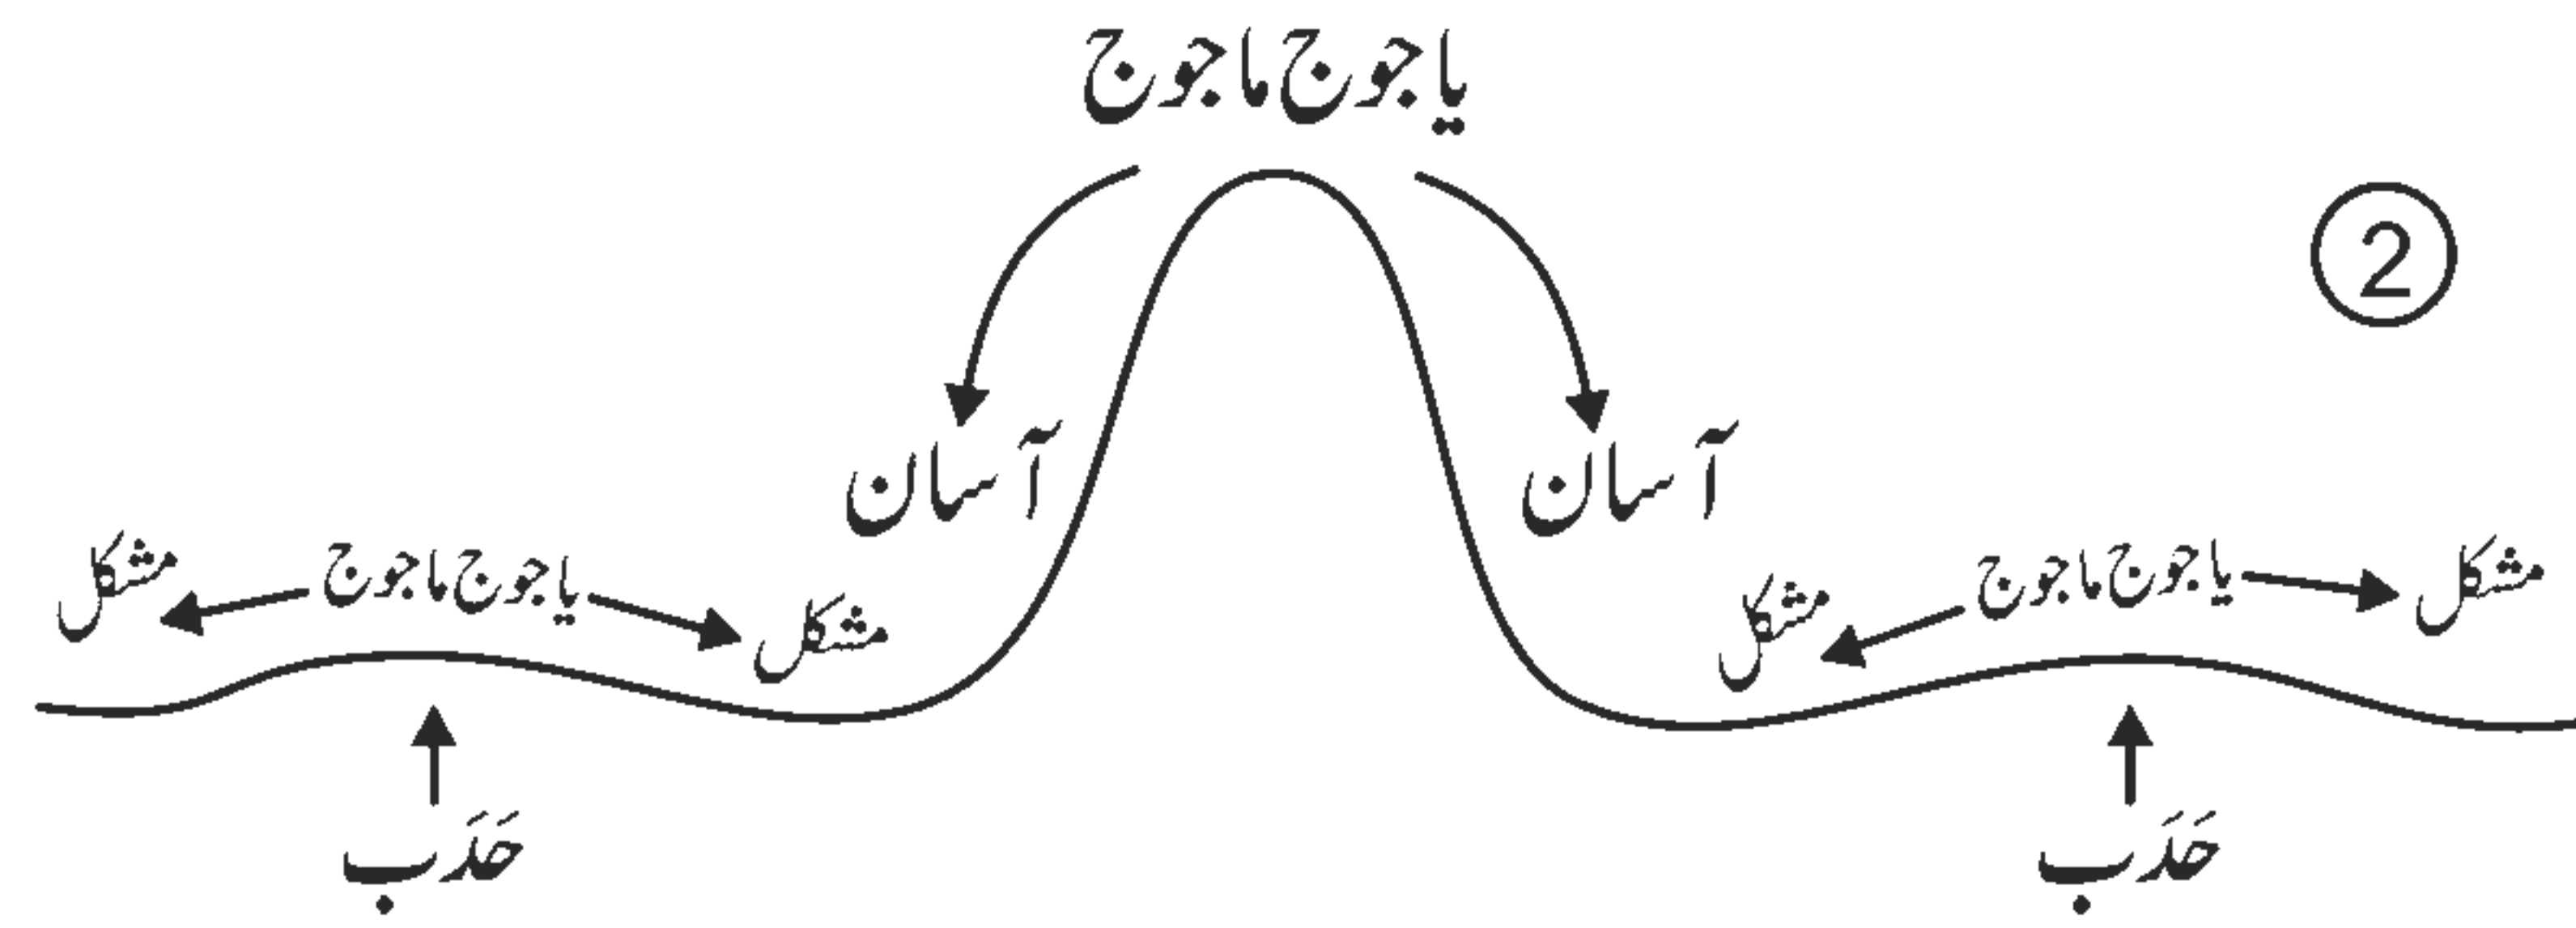 یاجوج ماجوج
2
آسان
آسان
مشکل
یاجوج ماجوج
مشکل
مشکل
یاجوج ماجوج
مشکل
حَدَب
حَدَب